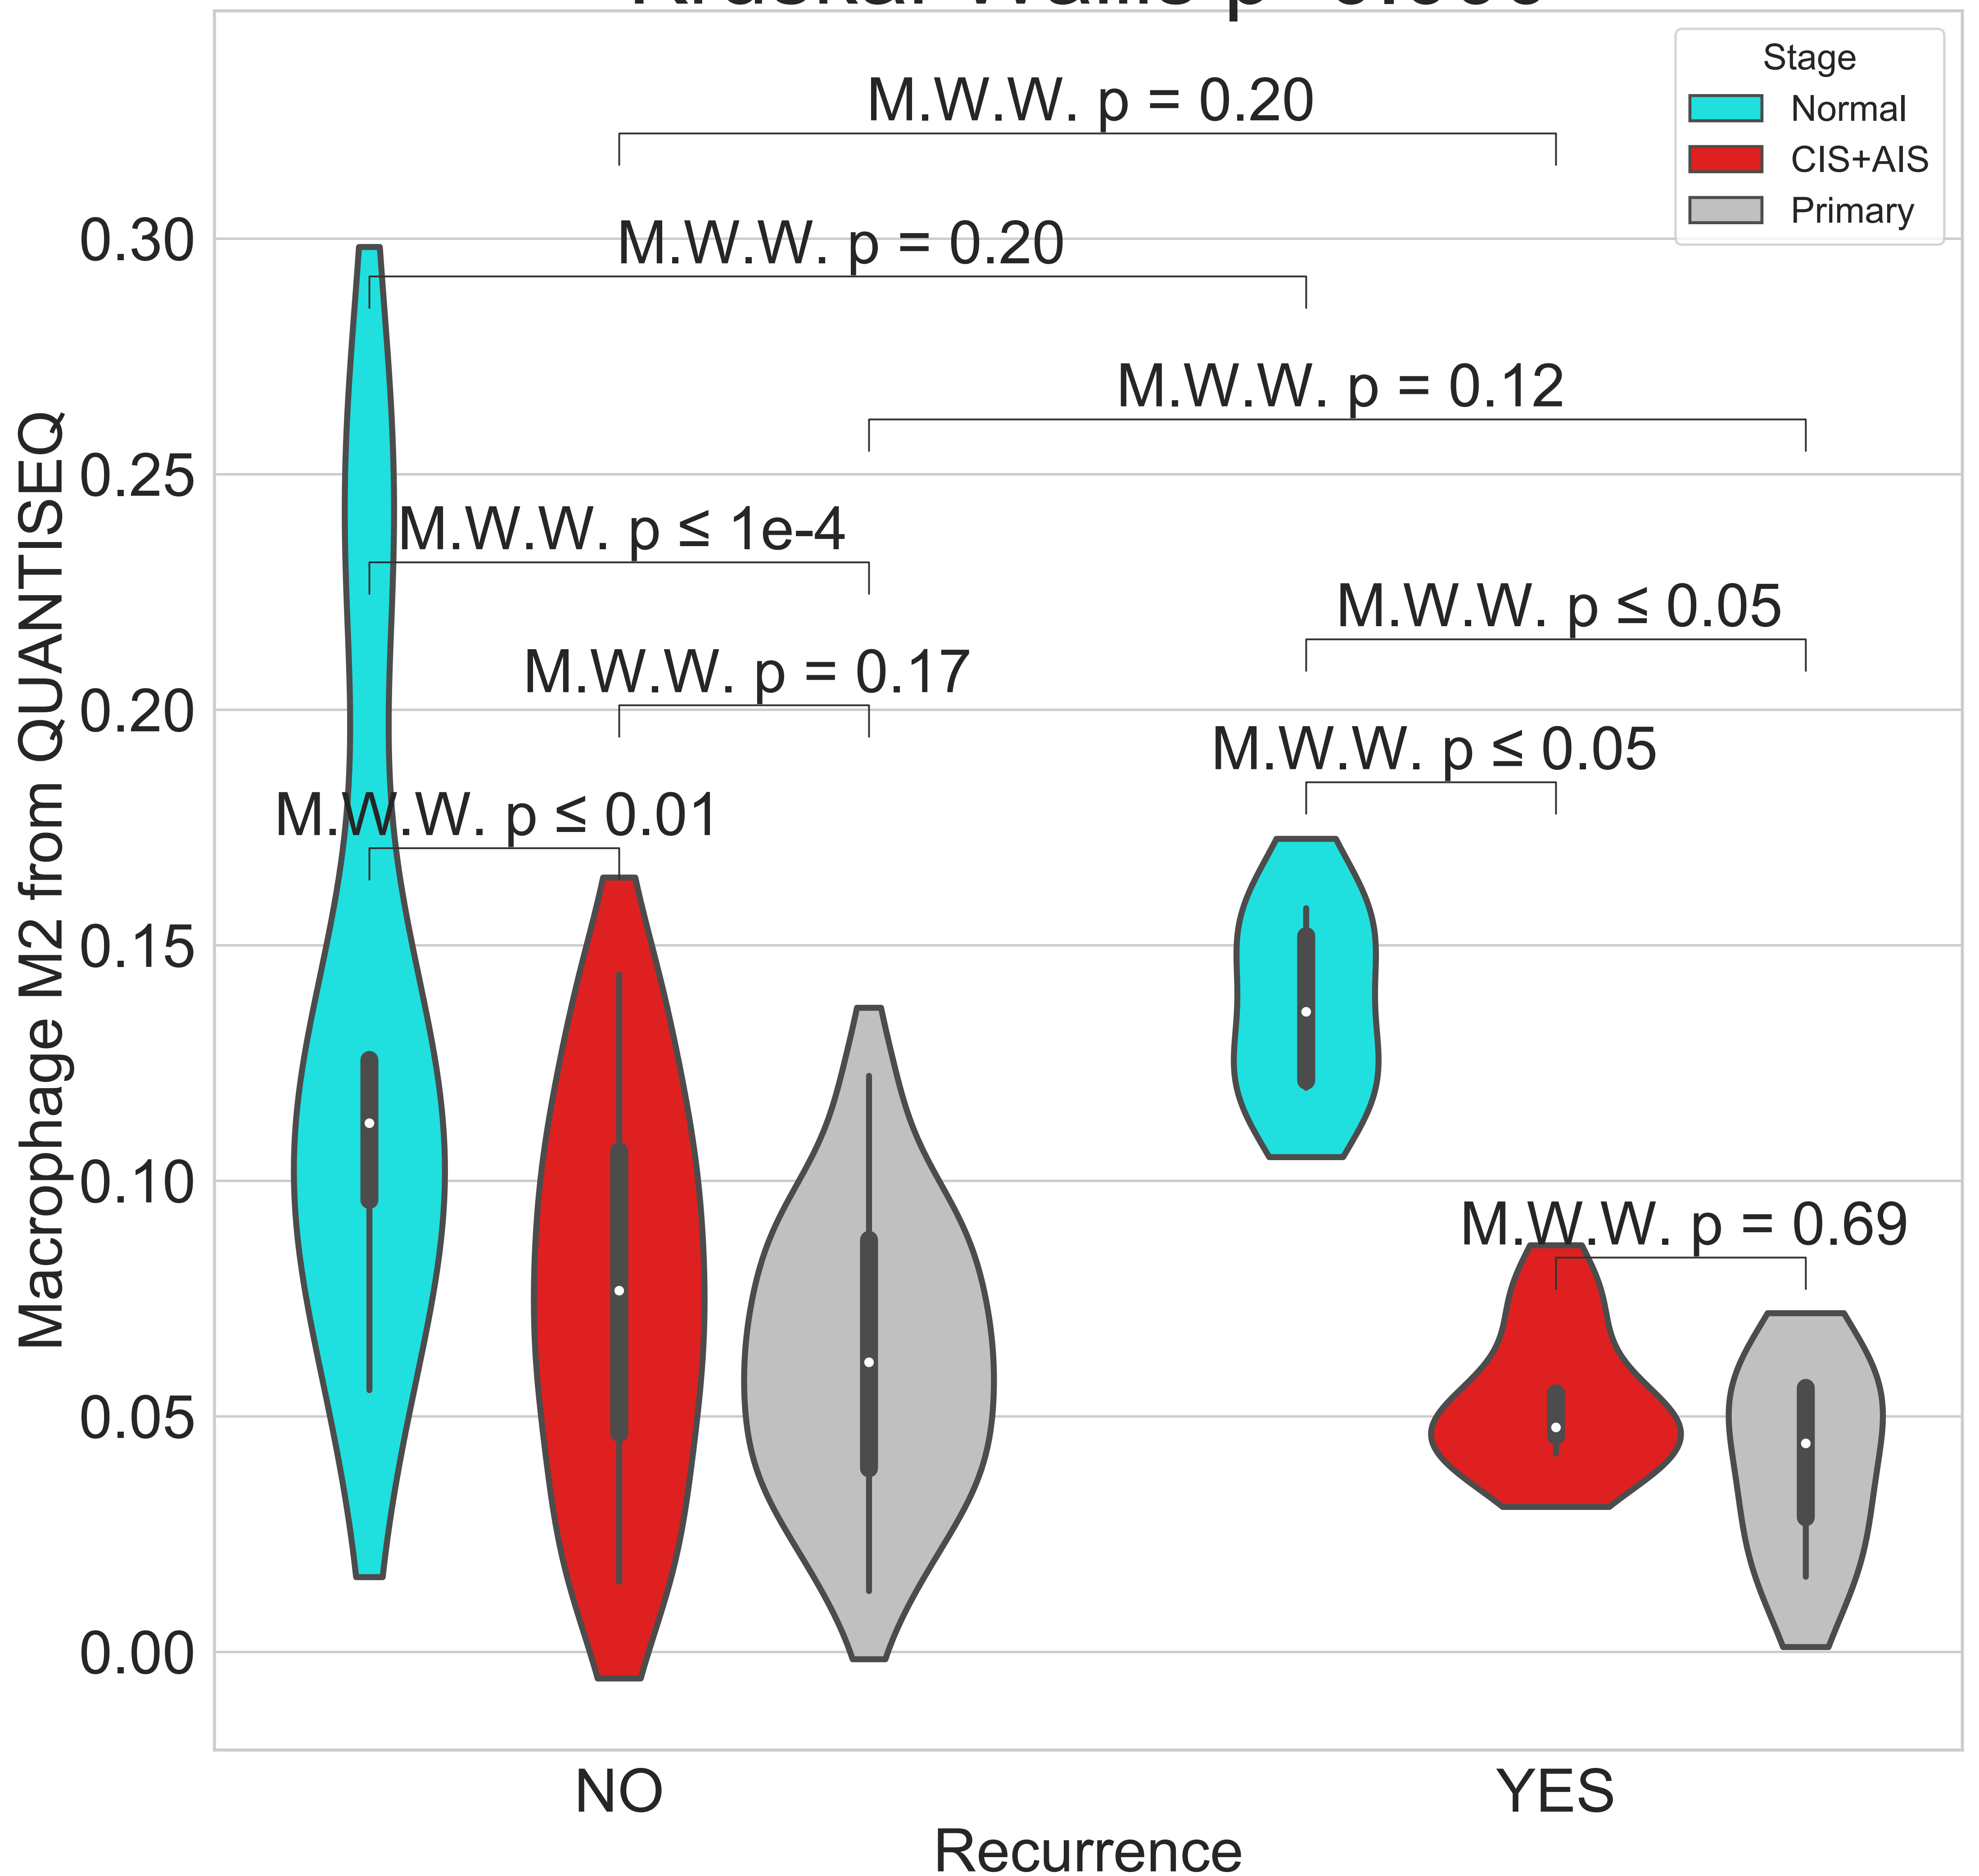 Stage
Normal
CIS+AIS
Primary
M.W.W. p = 0.20
M.W.W. p = 0.20
M.W.W. p = 0.12
M.W.W. p ≤ 1e-4
M.W.W. p ≤ 0.05
M.W.W. p = 0.17
M.W.W. p ≤ 0.05
M.W.W. p ≤ 0.01
M.W.W. p = 0.69
Macrophage M2 from QUANTISEQ
0.30
0.25
0.20
0.15
0.10
0.05
0.00
NO
YES
Recurrence